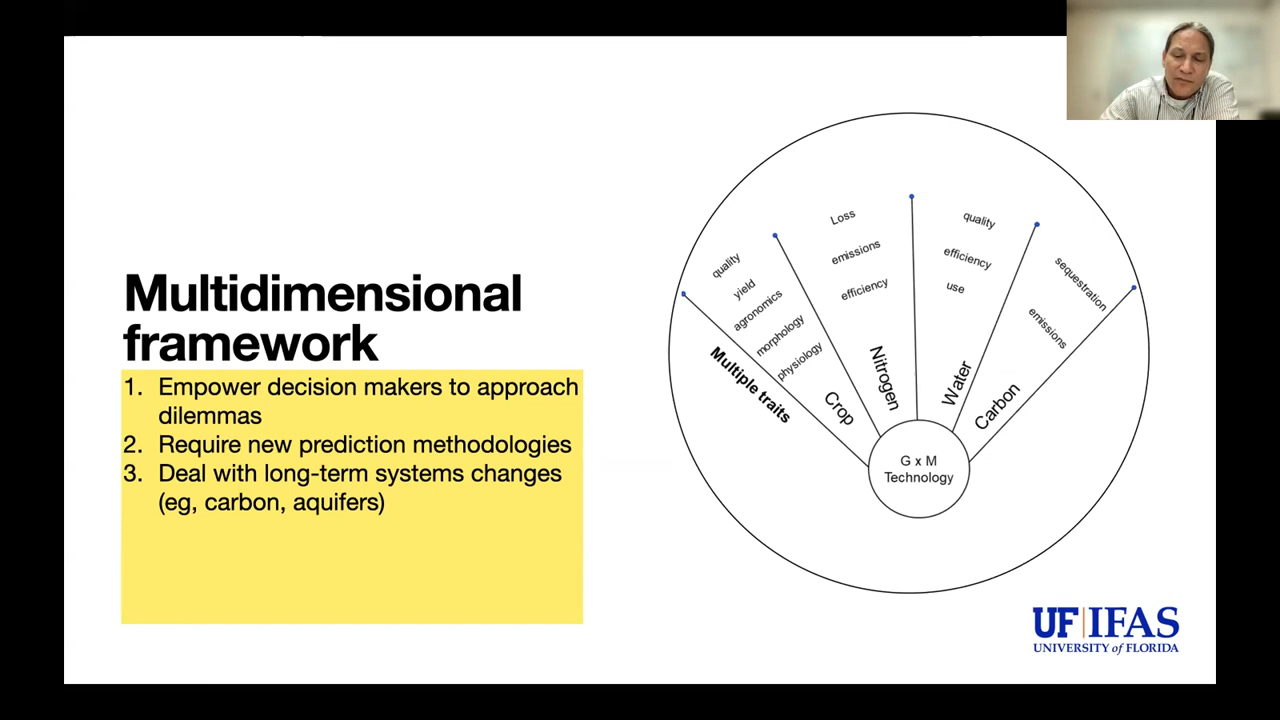 Multidimensional
framework
1. Empower decision makers to approach
dilemmas
2. Require new prediction methodologies
3. Deal with long-term systems changes
(eg, carbon, aquifers)
Multiple traits
quality
yield
agronomics
morphology
physiology
Crop
Loss
emissions
efficiency
Nitrogen
quality
efficiency
use
Water
sequestration
emissions
Carbon
G x M
Technology
UF|IFAS
UNIVERSITY of FLORIDA